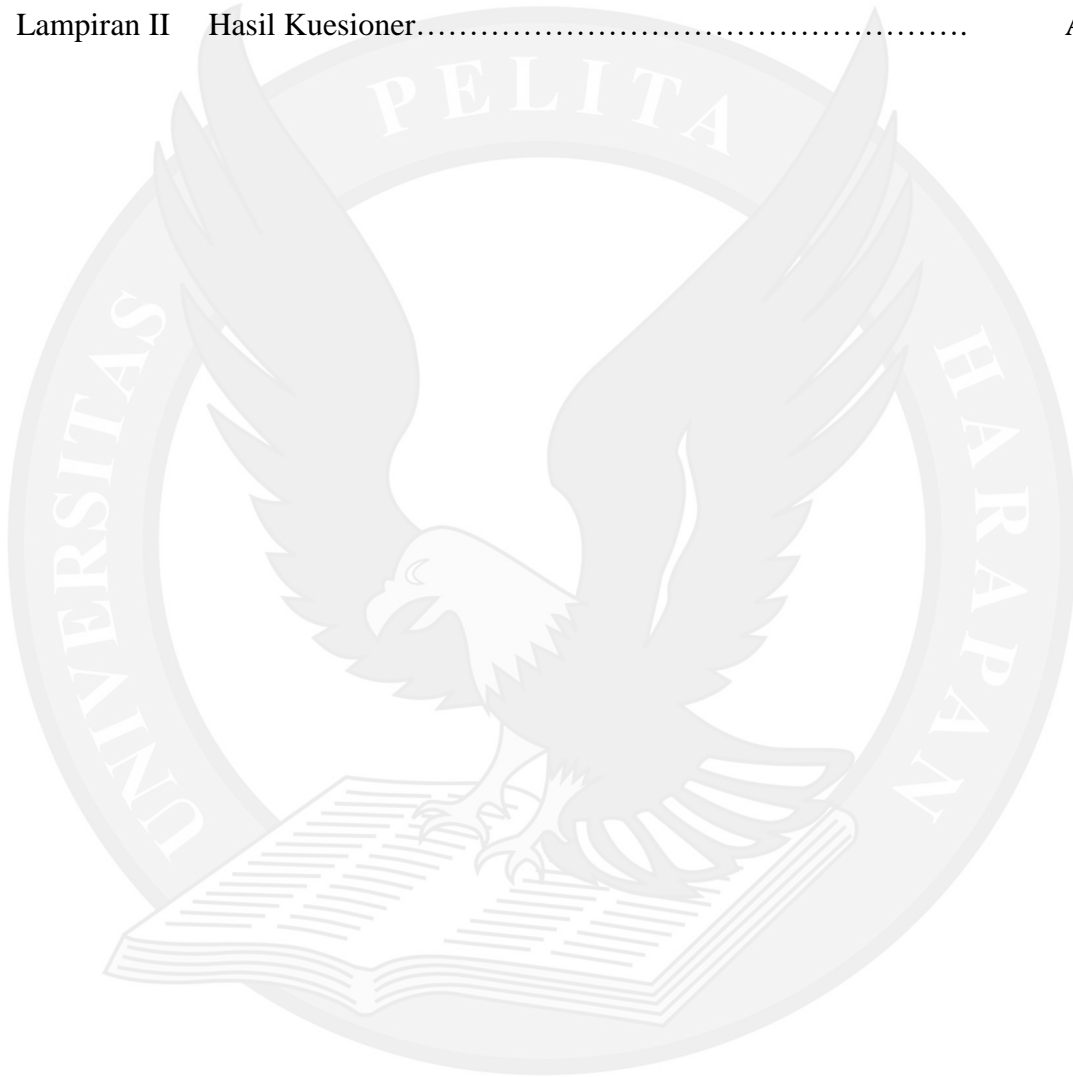 Lampiran II Hasil Kuesioner……………………………………………. A
PELITA
UNIVERSITAS
HARAPAN